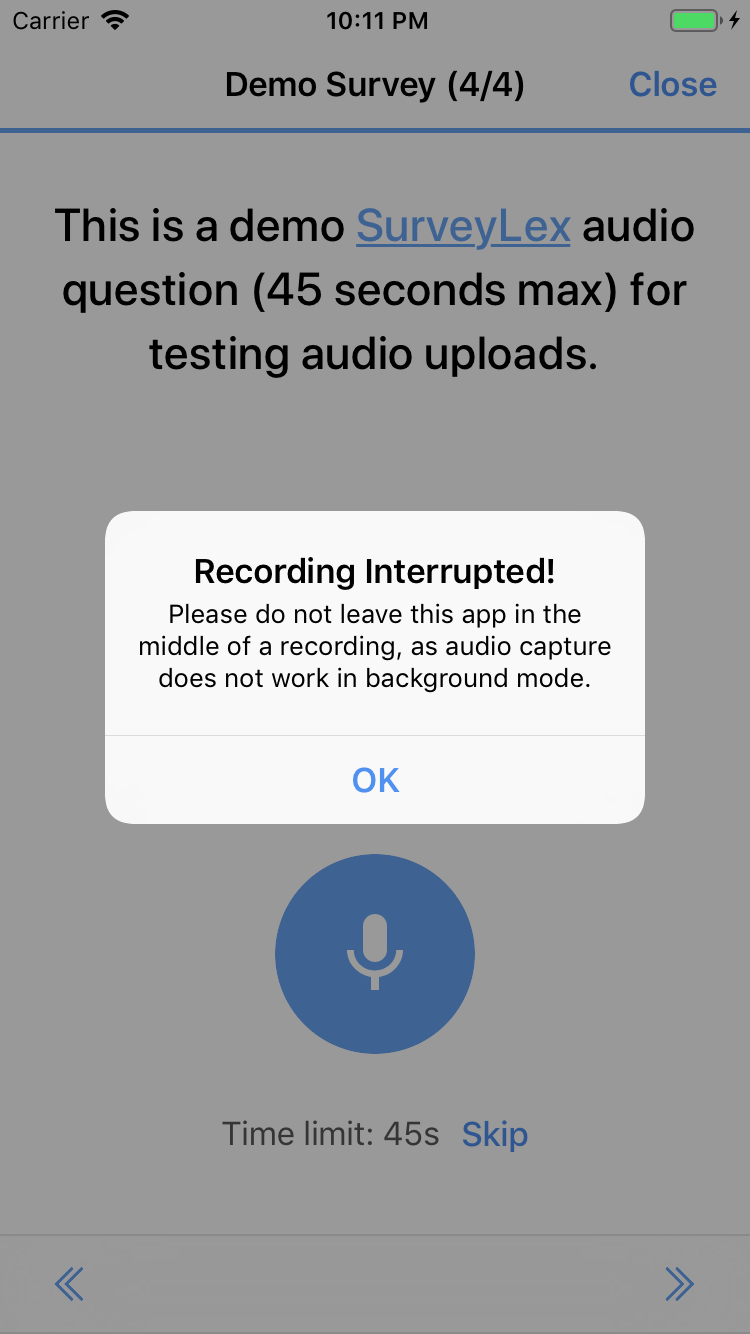 Carrier 10:11 PM
Demo Survey (4/4) Close
This is a demo SurveyLex audio
question (45 seconds max) for
testing audio uploads.
Recording Interrupted!
Please do not leave this app in the
middle of a recording, as audio capture
does not work in background mode.
OK
Time limit: 45s Skip